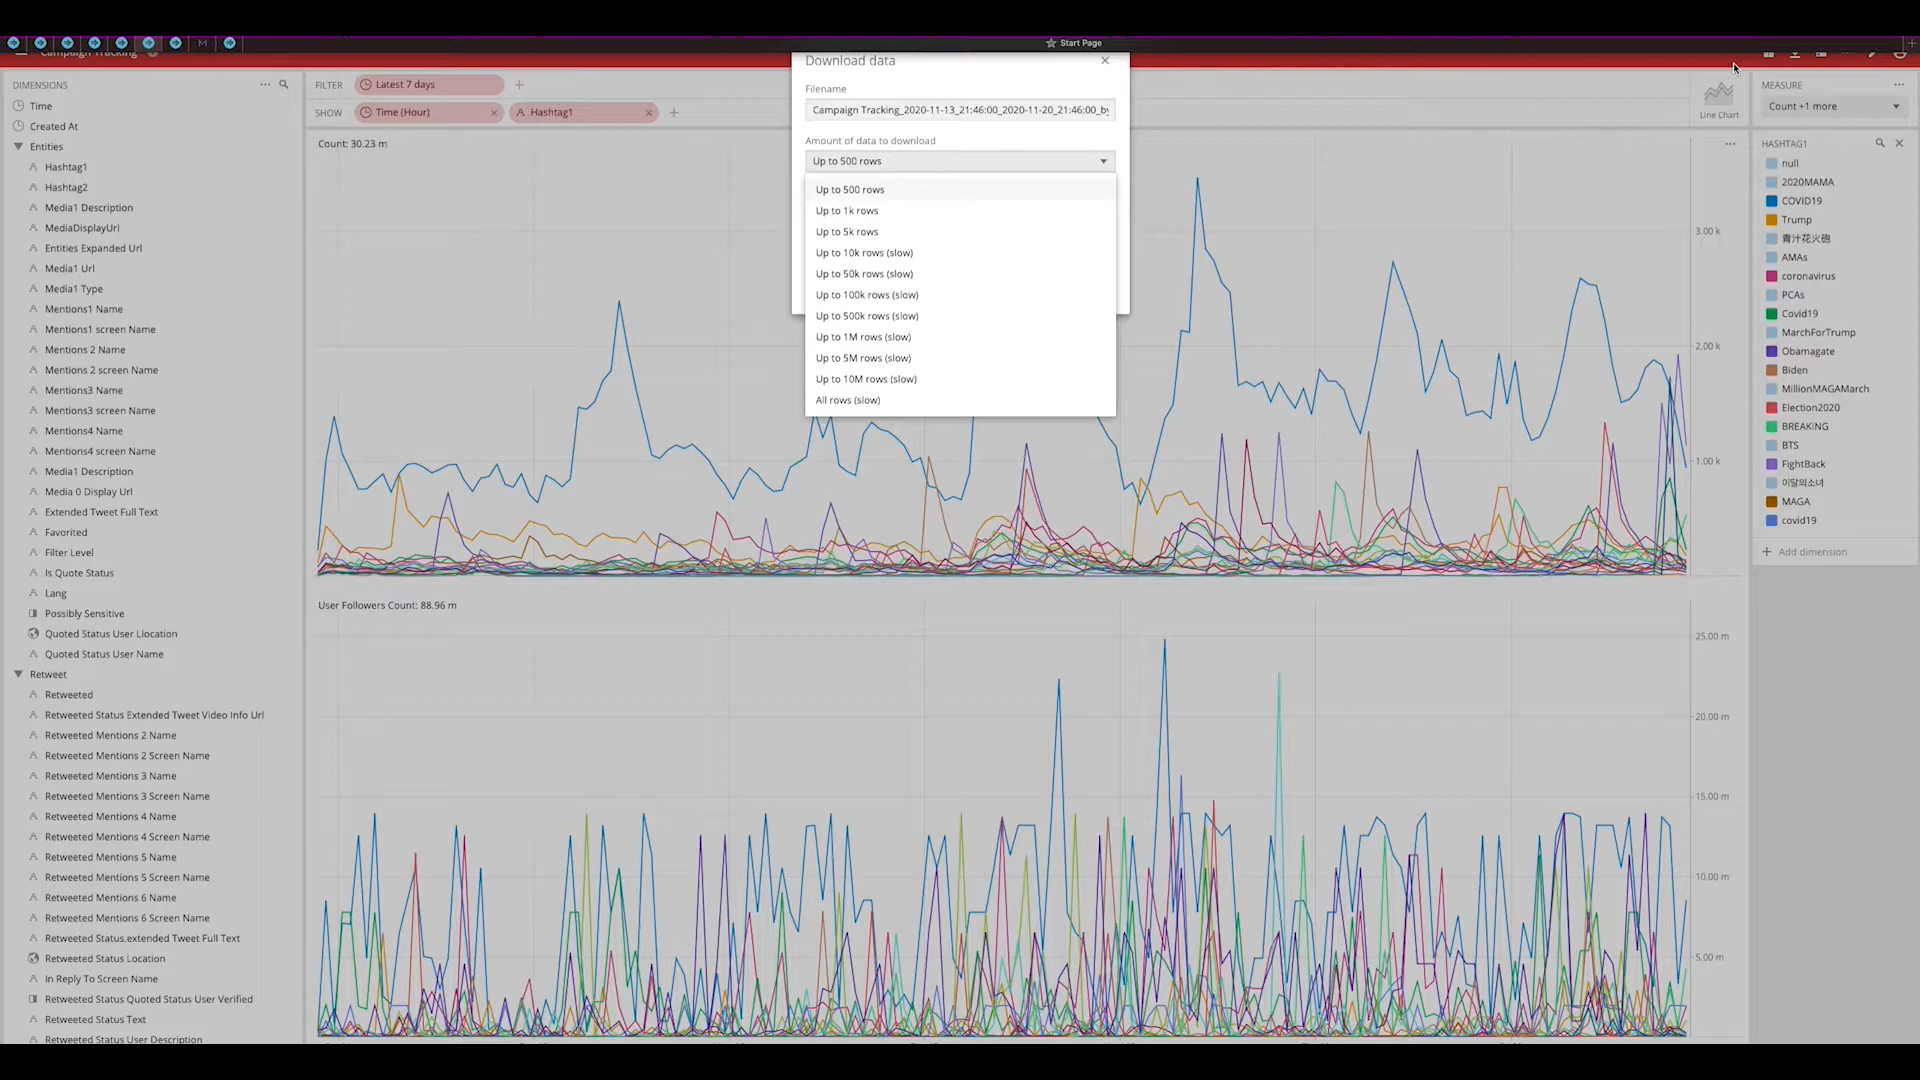 Start Page
Campaign Tracking
DIMENSIONS
Time
Created At
Entities
Hashtag1
Hashtag2
Media1 Description
MediaDisplayUrl
Entities Expanded Url
Media1 Url
Media1 Type
Mentions1 Name
Mentions1 screen Name
Mentions 2 Name
Mentions 2 screen Name
Mentions3 Name
Mentions3 screen Name
Mentions4 Name
Mentions4 screen Name
Media1 Description
Media 0 Display Url
Extended Tweet Full Text
Favorited
Filter Level
Is Quote Status
Lang
Possibly Sensitive
Quoted Status User Llocation
Quoted Status User Name
Retweet
Retweeted
Retweeted Status Extended Tweet Video Info Url
Retweeted Mentions 2 Name
Retweeted Mentions 2 Screen Name
Retweeted Mentions 3 Name
Retweeted Mentions 3 Screen Name
Retweeted Mentions 4 Name
Retweeted Mentions 4 Screen Name
Retweeted Mentions 5 Name
Retweeted Mentions 5 Screen Name
Retweeted Mentions 6 Name
Retweeted Mentions 6 Screen Name
Retweeted Status.extended Tweet Full Text
Retweeted Status Location
In Reply To Screen Name
Retweeted Status Quoted Status User Verified
Retweeted Status Text
Retweeted Status User Description
FILTER Latest 7 days
SHOW Time (Hour) Hashtag1
Count: 30.23 m
3.00 k
2.00 k
1.00 k
User Followers Count: 88.96 m
25.00 m
20.00 m
15.00 m
10.00 m
5.00 m
Download data
Filename
Campaign Tracking_2020-11-13_21:46:00_2020-11-20_21:46:00_by
Amount of data to download
Up to 500 rows
Up to 500 rows
Up to 1k rows
Up to 5k rows
Up to 10k rows (slow)
Up to 50k rows (slow)
Up to 100k rows (slow)
Up to 500k rows (slow)
Up to 1M rows (slow)
Up to 5M rows (slow)
Up to 10M rows (slow)
All rows (slow)
Line Chart
MEASURE
Count +1 more
HASHTAG1
null
2020MAMA
COVID19
Trump
青汁花火砲
AMAs
coronavirus
PCAs
Covid19
MarchForTrump
Obamagate
Biden
MillionMAGAMarch
Election2020
BREAKING
BTS
FightBack
이달의소녀
MAGA
covid19
Add dimension